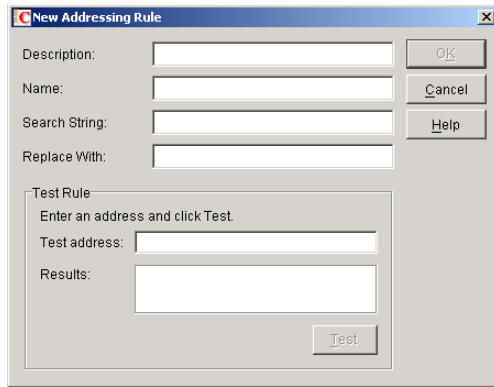 New Addressing Rule
Description:
OK
Name:
Cancel
Search String:
Help
Replace With:
Test Rule
Enter an address and click Test.
Test address:
Results:
Test